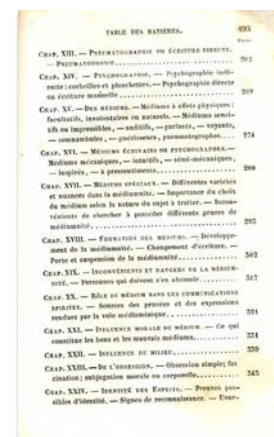 TABLE DES MATIÈRES. 495
Pages.
CHAP. XIII. — PNEUMATOGRAPHIE OU ÉCRITURE DIRECTE.
— PNEUMATOPHONIE 262
CHAP. XIV. — PSYCHOGRAPHIE. — Psychographie indi-
recte; corbeilles et planchettes. — Psychographie directe
ou écriture manuelle 269
CHAP. XV. — DES MÉDIUMS. — Médiums à effets physiques;
facultatifs, involontaires ou naturels. — Médiums sensi-
tifs ou impressibles, — auditifs, — parlants, — voyants,
— somnambules, — guérisseurs, pneumatographes. 274
CHAP. XVI. — MÉDIUMS ÉCRIVAINS OU PSYCHOGRAPHES. —
Médiums mécaniques, — intuitifs, — sémi-mécaniques,
— inspirés, — à pressentiments 288
CHAP. XVII. — MÉDIUMS SPÉCIAUX. — Différentes variétés
et nuances dans la médiumnité. — Importance du choix
du médium selon la nature du sujet à traiter. — Incon-
vénients de chercher à posséder différents genres de
médiumnité 295
CHAP. XVIII. — FORMATION DES MÉDIUMS. — Développe-
ment de la médiumnité. — Changement d'écriture. —
Perte et suspension de la médiumnité 302
CHAP. XIX. — INCONVÉNIENTS ET DANGERS DE LA MÉDIUM-
NITÉ. — Personnes qui doivent s'en abstenir 317
CHAP. XX. — RÔLE DU MÉDIUM DANS LES COMMUNICATIONS
SPIRITES. — Sources des pensées et des expressions
rendues par la voie médianimique 321
CHAP. XXI. — INFLUENCE MORALE DU MÉDIUM. — Ce qui
constitue les bons et les mauvais médiums 331
CHAP. XXII. — INFLUENCE DU MILIEU 339
CHAP. XXIII. — DE L'OBSESSION. — Obsession simple; fas
cination; subjugation morale ou corporelle 343
CHAP. XXIV. — IDENTITÉ DES ESPRITS. — Preuves pos-
sibles d'identité. — Signes de reconnaissance. — Usur-